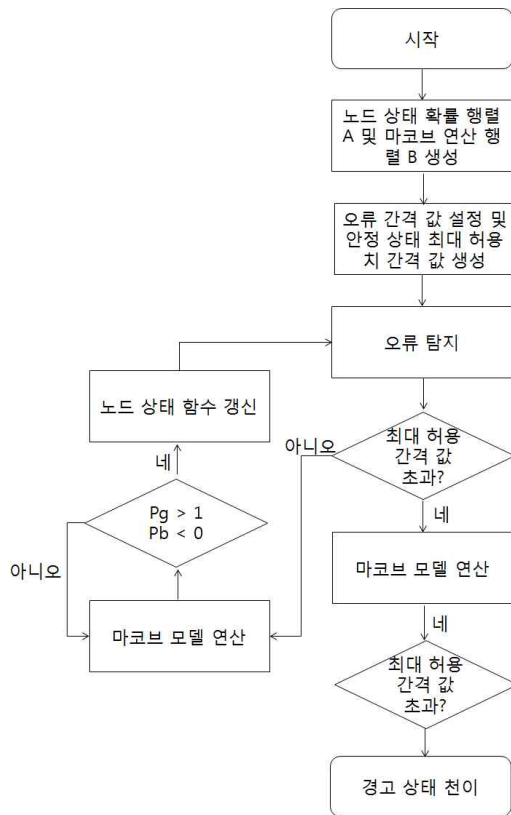 시작
노드 상태 확률 행렬
A 및 마코브 연산 행
렬 B 생성
오류 간격 값 설정 및
안정 상태 최대 허용
치 간격 값 생성
오류 탐지
노드 상태 함수 갱신
네
아니오
최대 허용
간격 값
초과?
Pg > 1
Pb < 0
네
아니오
마코브 모델 연산
마코브 모델 연산
네
최대 허용
간격 값
초과?
경고 상태 천이